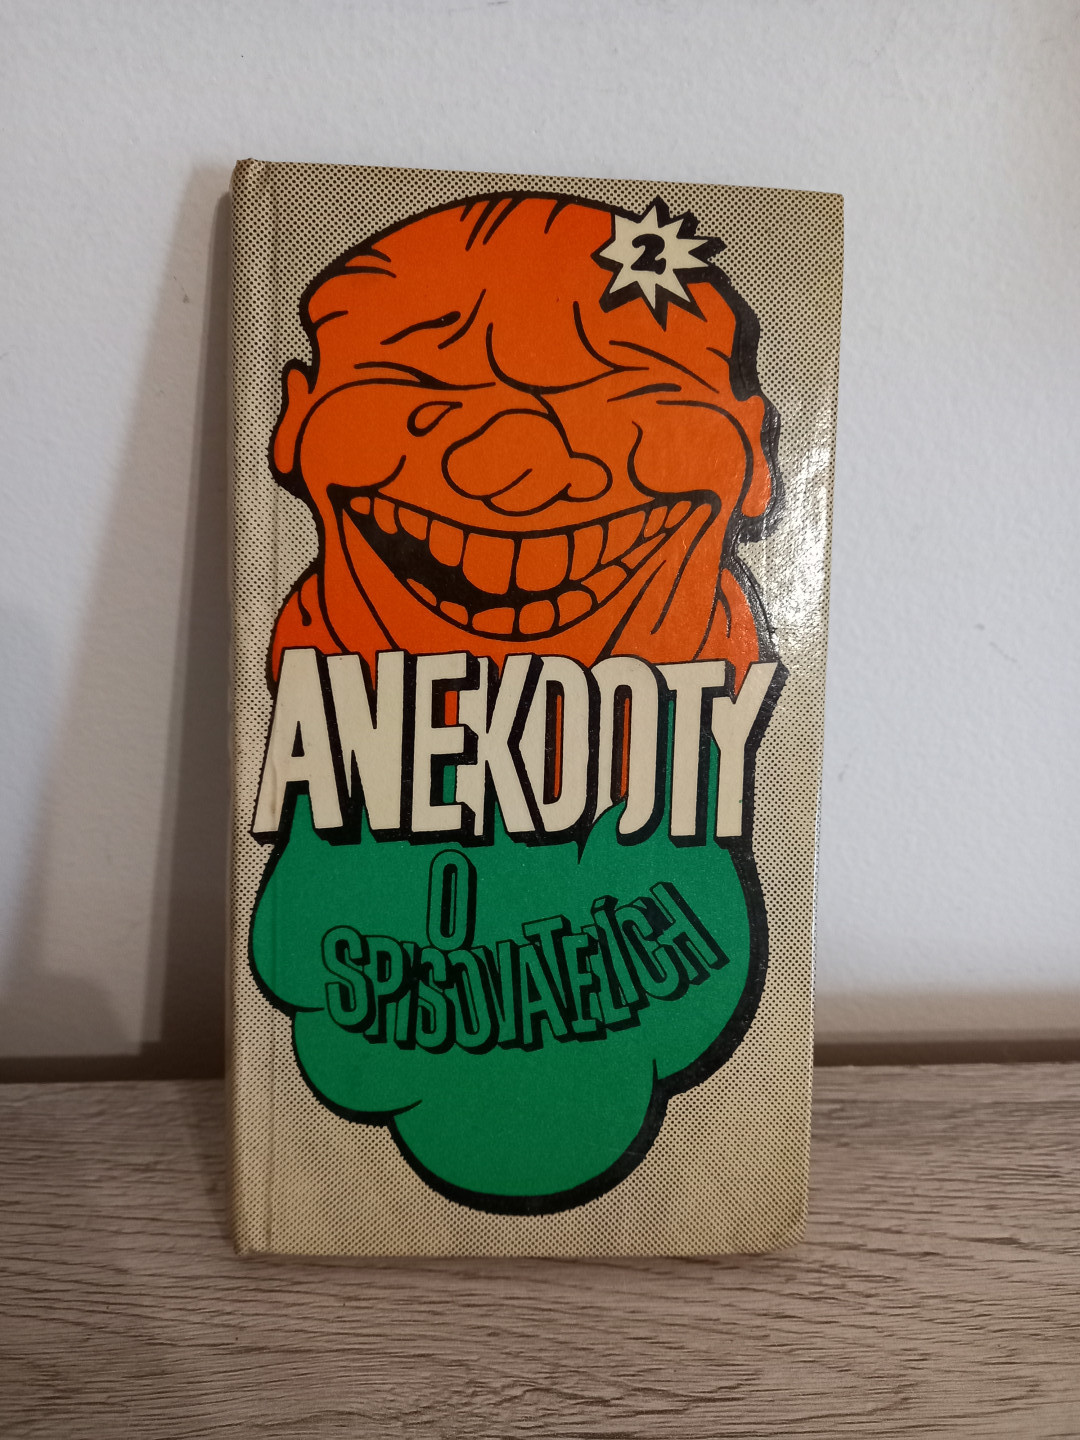 2
ANEKDOTY
O
SPISOVATELÍCH